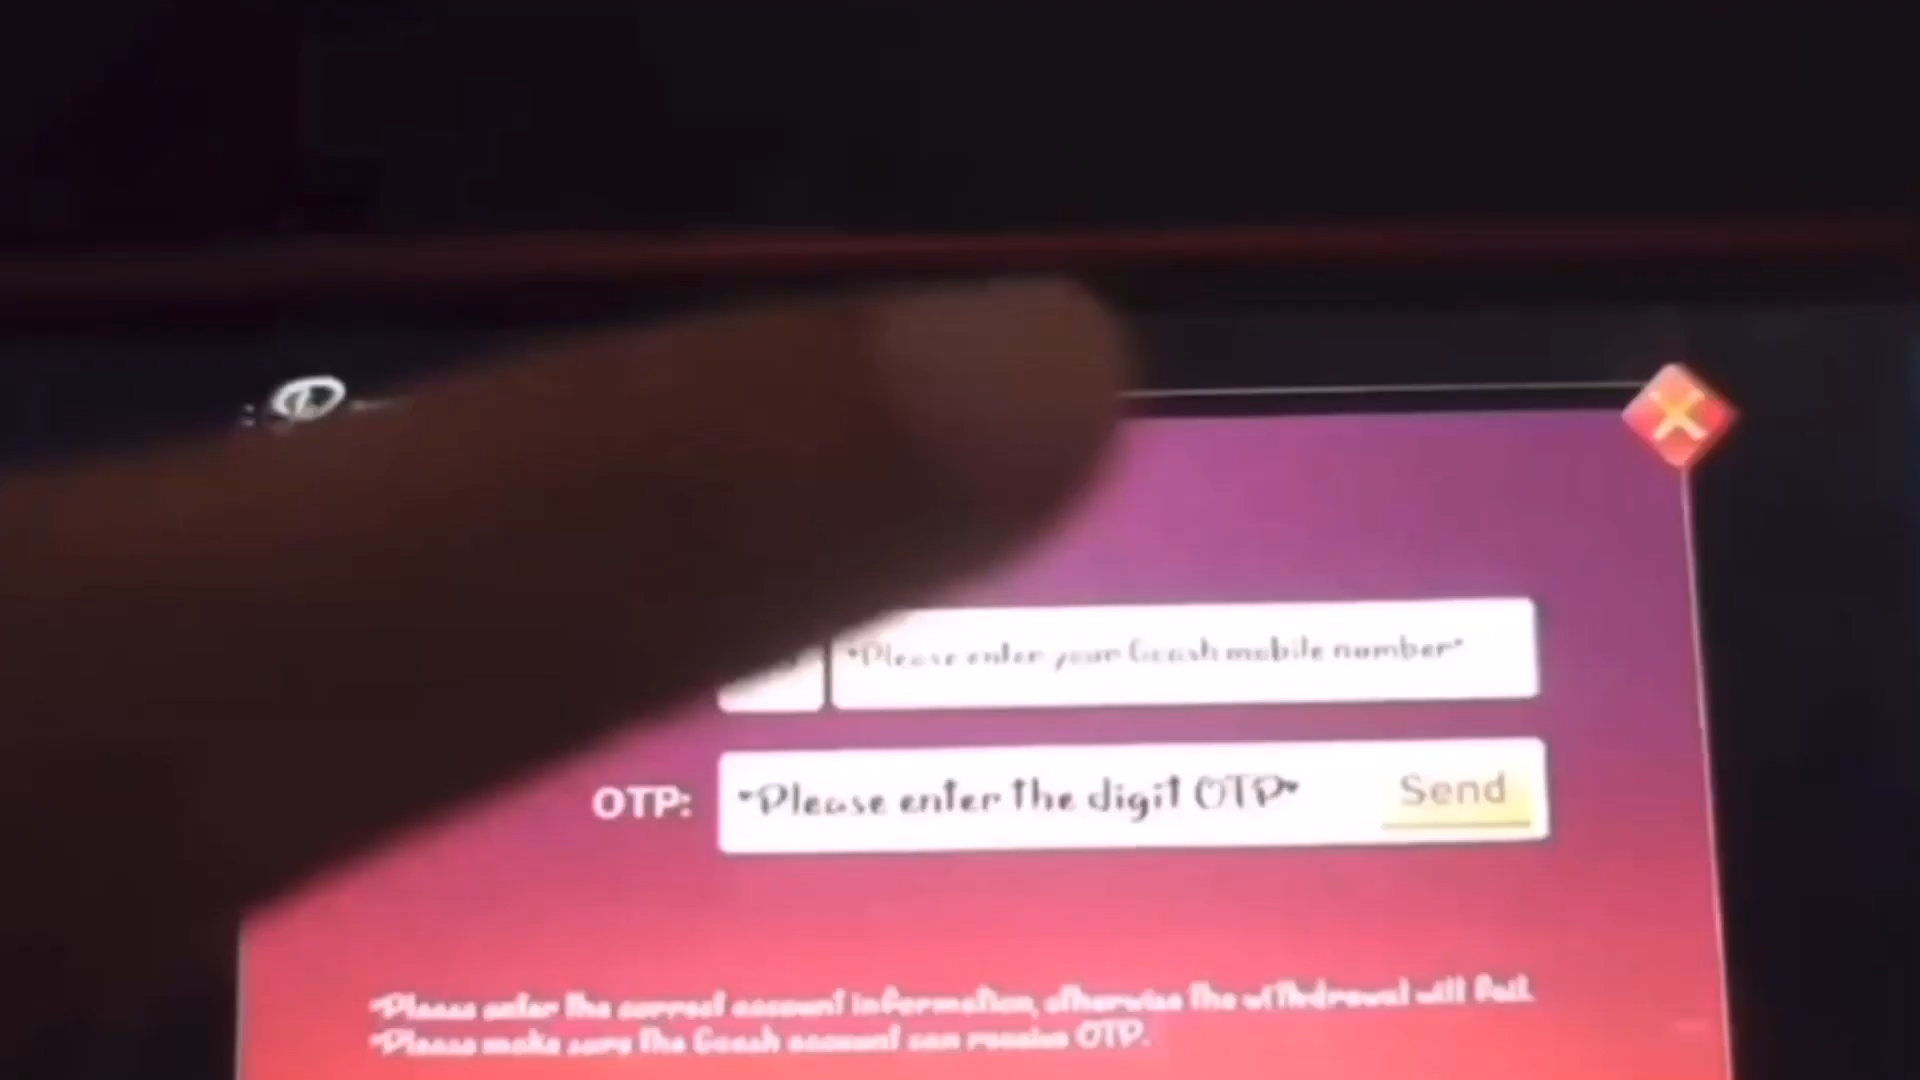 *Please enter your Gcash mobile number*
OTP: *Please enter the digit OTP* Send
*Please enter the correct account information, otherwise the withdrawal will fail.
*Please make sure the Gcash account can receive OTP.